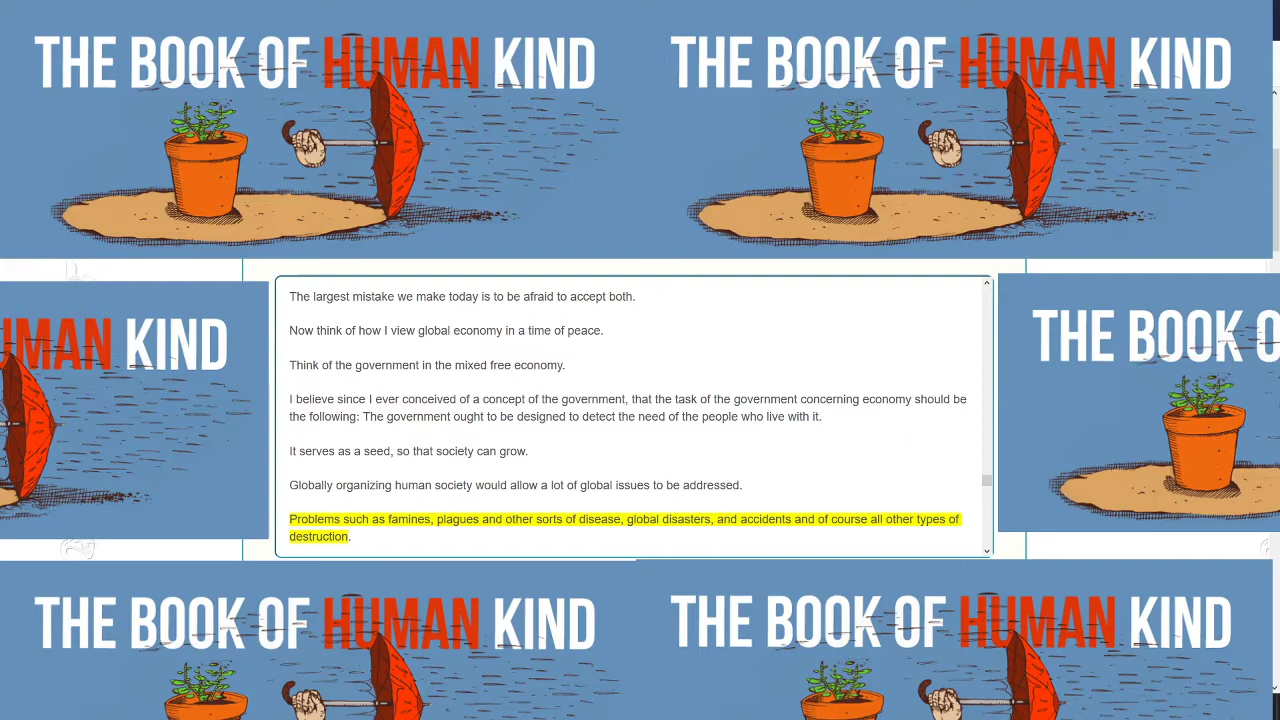 THE BOOK OF HUMAN KIND
THE BOOK OF HUMAN KIND
The largest mistake we make today is to be afraid to accept both.
Now think of how I view global economy in a time of peace.
Think of the government in the mixed free economy.
I believe since I ever conceived of a concept of the government, that the task of the government concerning economy should be
the following: The government ought to be designed to detect the need of the people who live with it.
It serves as a seed, so that society can grow.
Globally organizing human society would allow a lot of global issues to be addressed.
Problems such as famines, plagues and other sorts of disease, global disasters, and accidents and of course all other types of
destruction.
UMAN KIND
THE BOOK O
THE BOOK OF HUMAN KIND
THE BOOK OF HUMAN KIND